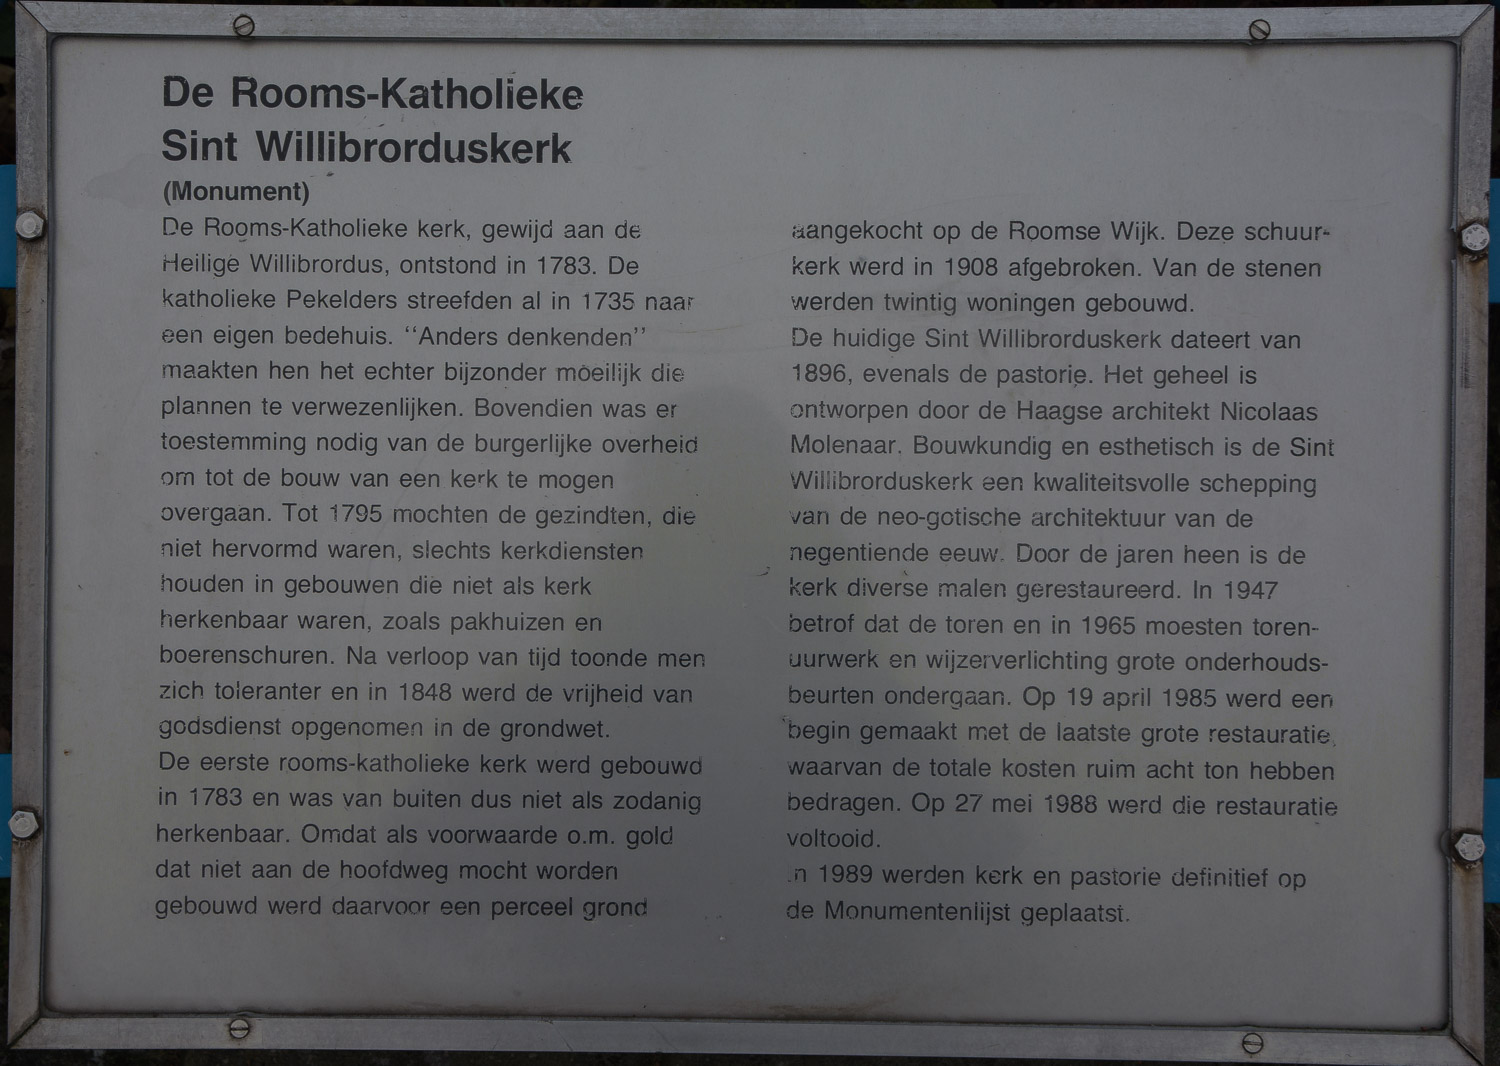 De Rooms-Katholieke
Sint Willibrorduskerk
(Monument)
De Rooms-Katholieke kerk, gewijd aan de
Heilige Willibrordus, ontstond in 1783. De
katholieke Pekelders streefden al in 1735 naar
een eigen bedehuis. “Anders denkenden”
maakten hen het echter bijzonder moeilijk die
plannen te verwezenlijken. Bovendien was er
toestemming nodig van de burgerlijke overheid
om tot de bouw van een kerk te mogen
overgaan. Tot 1795 mochten de gezindten, die
niet hervormd waren, slechts kerkdiensten
houden in gebouwen die niet als kerk
herkenbaar waren, zoals pakhuizen en
boerenschuren. Na verloop van tijd toonde men
zich toleranter en in 1848 werd de vrijheid van
godsdienst opgenomen in de grondwet.
De eerste rooms-katholieke kerk werd gebouwd
in 1783 en was van buiten dus niet als zodanig
herkenbaar. Omdat als voorwaarde o.m. gold
dat niet aan de hoofdweg mocht worden
gebouwd werd daarvoor een perceel grond
aangekocht op de Roomse Wijk. Deze schuur-
kerk werd in 1908 afgebroken. Van de stenen
werden twintig woningen gebouwd.
De huidige Sint Willibrorduskerk dateert van
1896, evenals de pastorie. Het geheel is
ontworpen door de Haagse architekt Nicolaas
Molenaar. Bouwkundig en esthetisch is de Sint
Willibrorduskerk een kwaliteitsvolle schepping
van de neo-gotische architektuur van de
negentiende eeuw. Door de jaren heen is de
kerk diverse malen gerestaureerd. In 1947
betrof dat de toren en in 1965 moesten toren-
uurwerk en wijzerverlichting grote onderhouds-
beurten ondergaan. Op 19 april 1985 werd een
begin gemaakt met de laatste grote restauratie,
waarvan de totale kosten ruim acht ton hebben
bedragen. Op 27 mei 1988 werd die restauratie
voltooid.
In 1989 werden kerk en pastorie definitief op
de Monumentenlijst geplaatst.